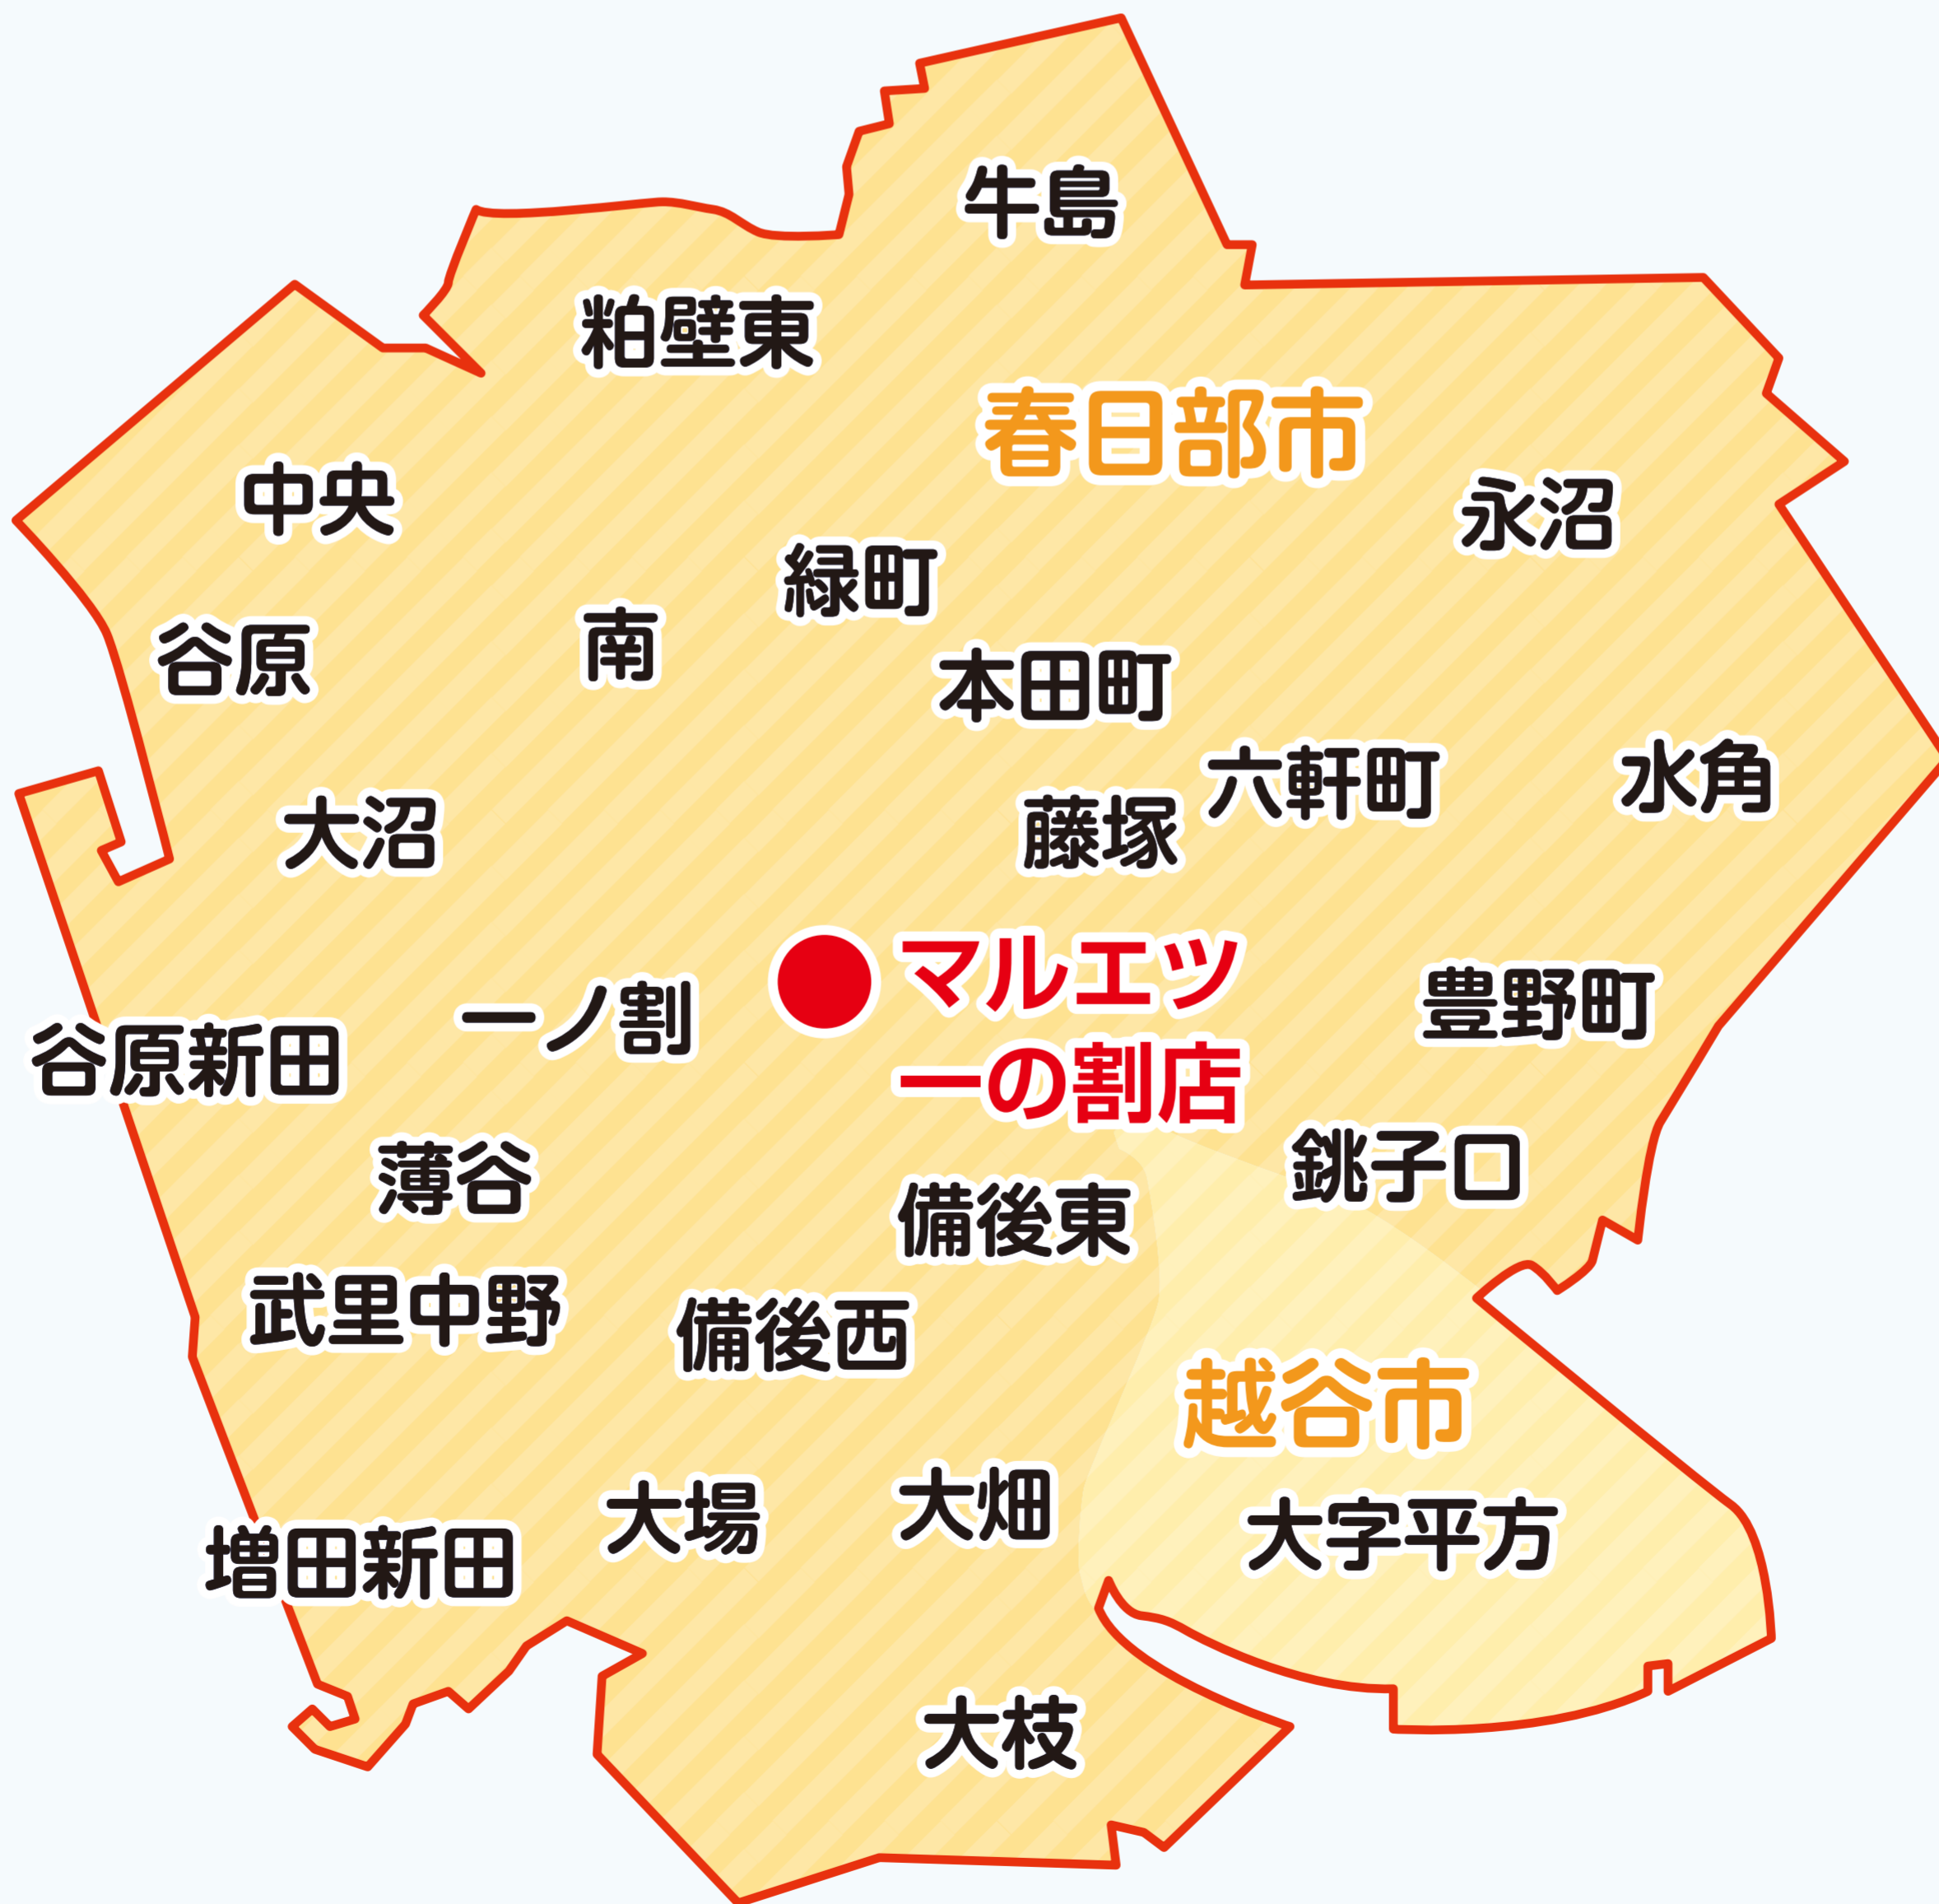 牛島
粕壁東
春日部市
中央
永沼
緑町
谷原
南
本田町
六軒町
水角
大沼
藤塚
マルエツ
一の割店
豊野町
一ノ割
谷原新田
銚子口
薄谷
備後東
武里中野
備後西
越谷市
大場
大畑
大字平方
増田新田
大枝